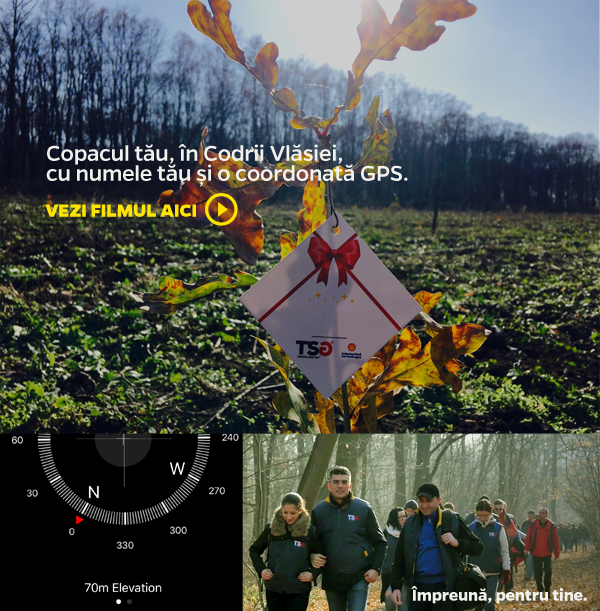 Copacul tău, în Codrii Vlăsiei,
cu numele tău și o coordonată GPS.
VEZI FILMUL AICI
TSG
60
240
30
W
270
N
0
300
330
70m Elevation
TSG
Împreună, pentru tine.